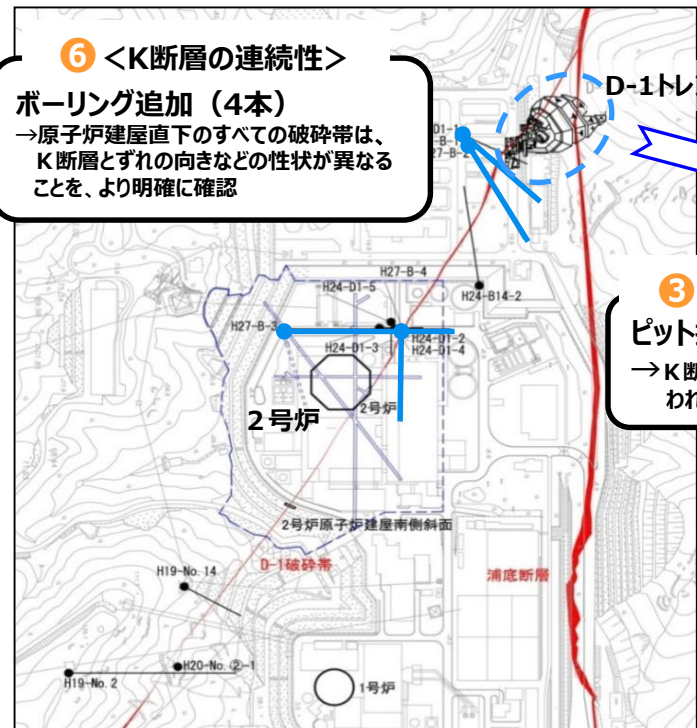 ❻ <K断層の連続性>
ボーリング追加（4本）
→原子炉建屋直下のすべての破砕帯は、
K断層とずれの向きなどの性状が異なる
ことを、より明確に確認
D-1トレ
D1-1
B-1
27-B-2
H27-B-4
H24-D1-5
H24-B14-2
H27-B-3
H24-D1-3
H24-D1-2
H24-D1-4
❸
ピット
→K断
われ
2号炉
2号炉
2号炉原子炉建屋南側斜面
D-1破砕帯
浦底断層
H19-No.14
H20-No.②-1
H19-No.2
1号炉